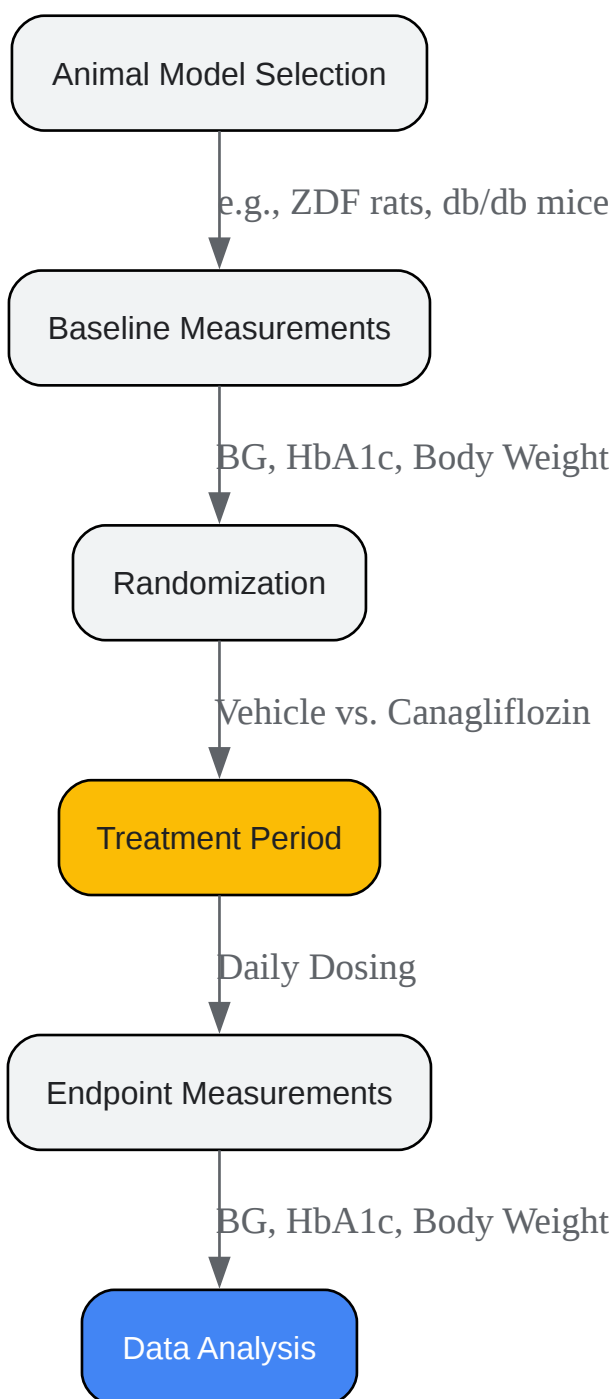 Animal Model Selection
e.g., ZDF rats, db/db mice
Baseline Measurements
BG, HbA1c, Body Weight
Randomization
Vehicle vs. Canagliflozin
Treatment Period
Daily Dosing
Endpoint Measurements
BG, HbA1c, Body Weight
Data Analysis